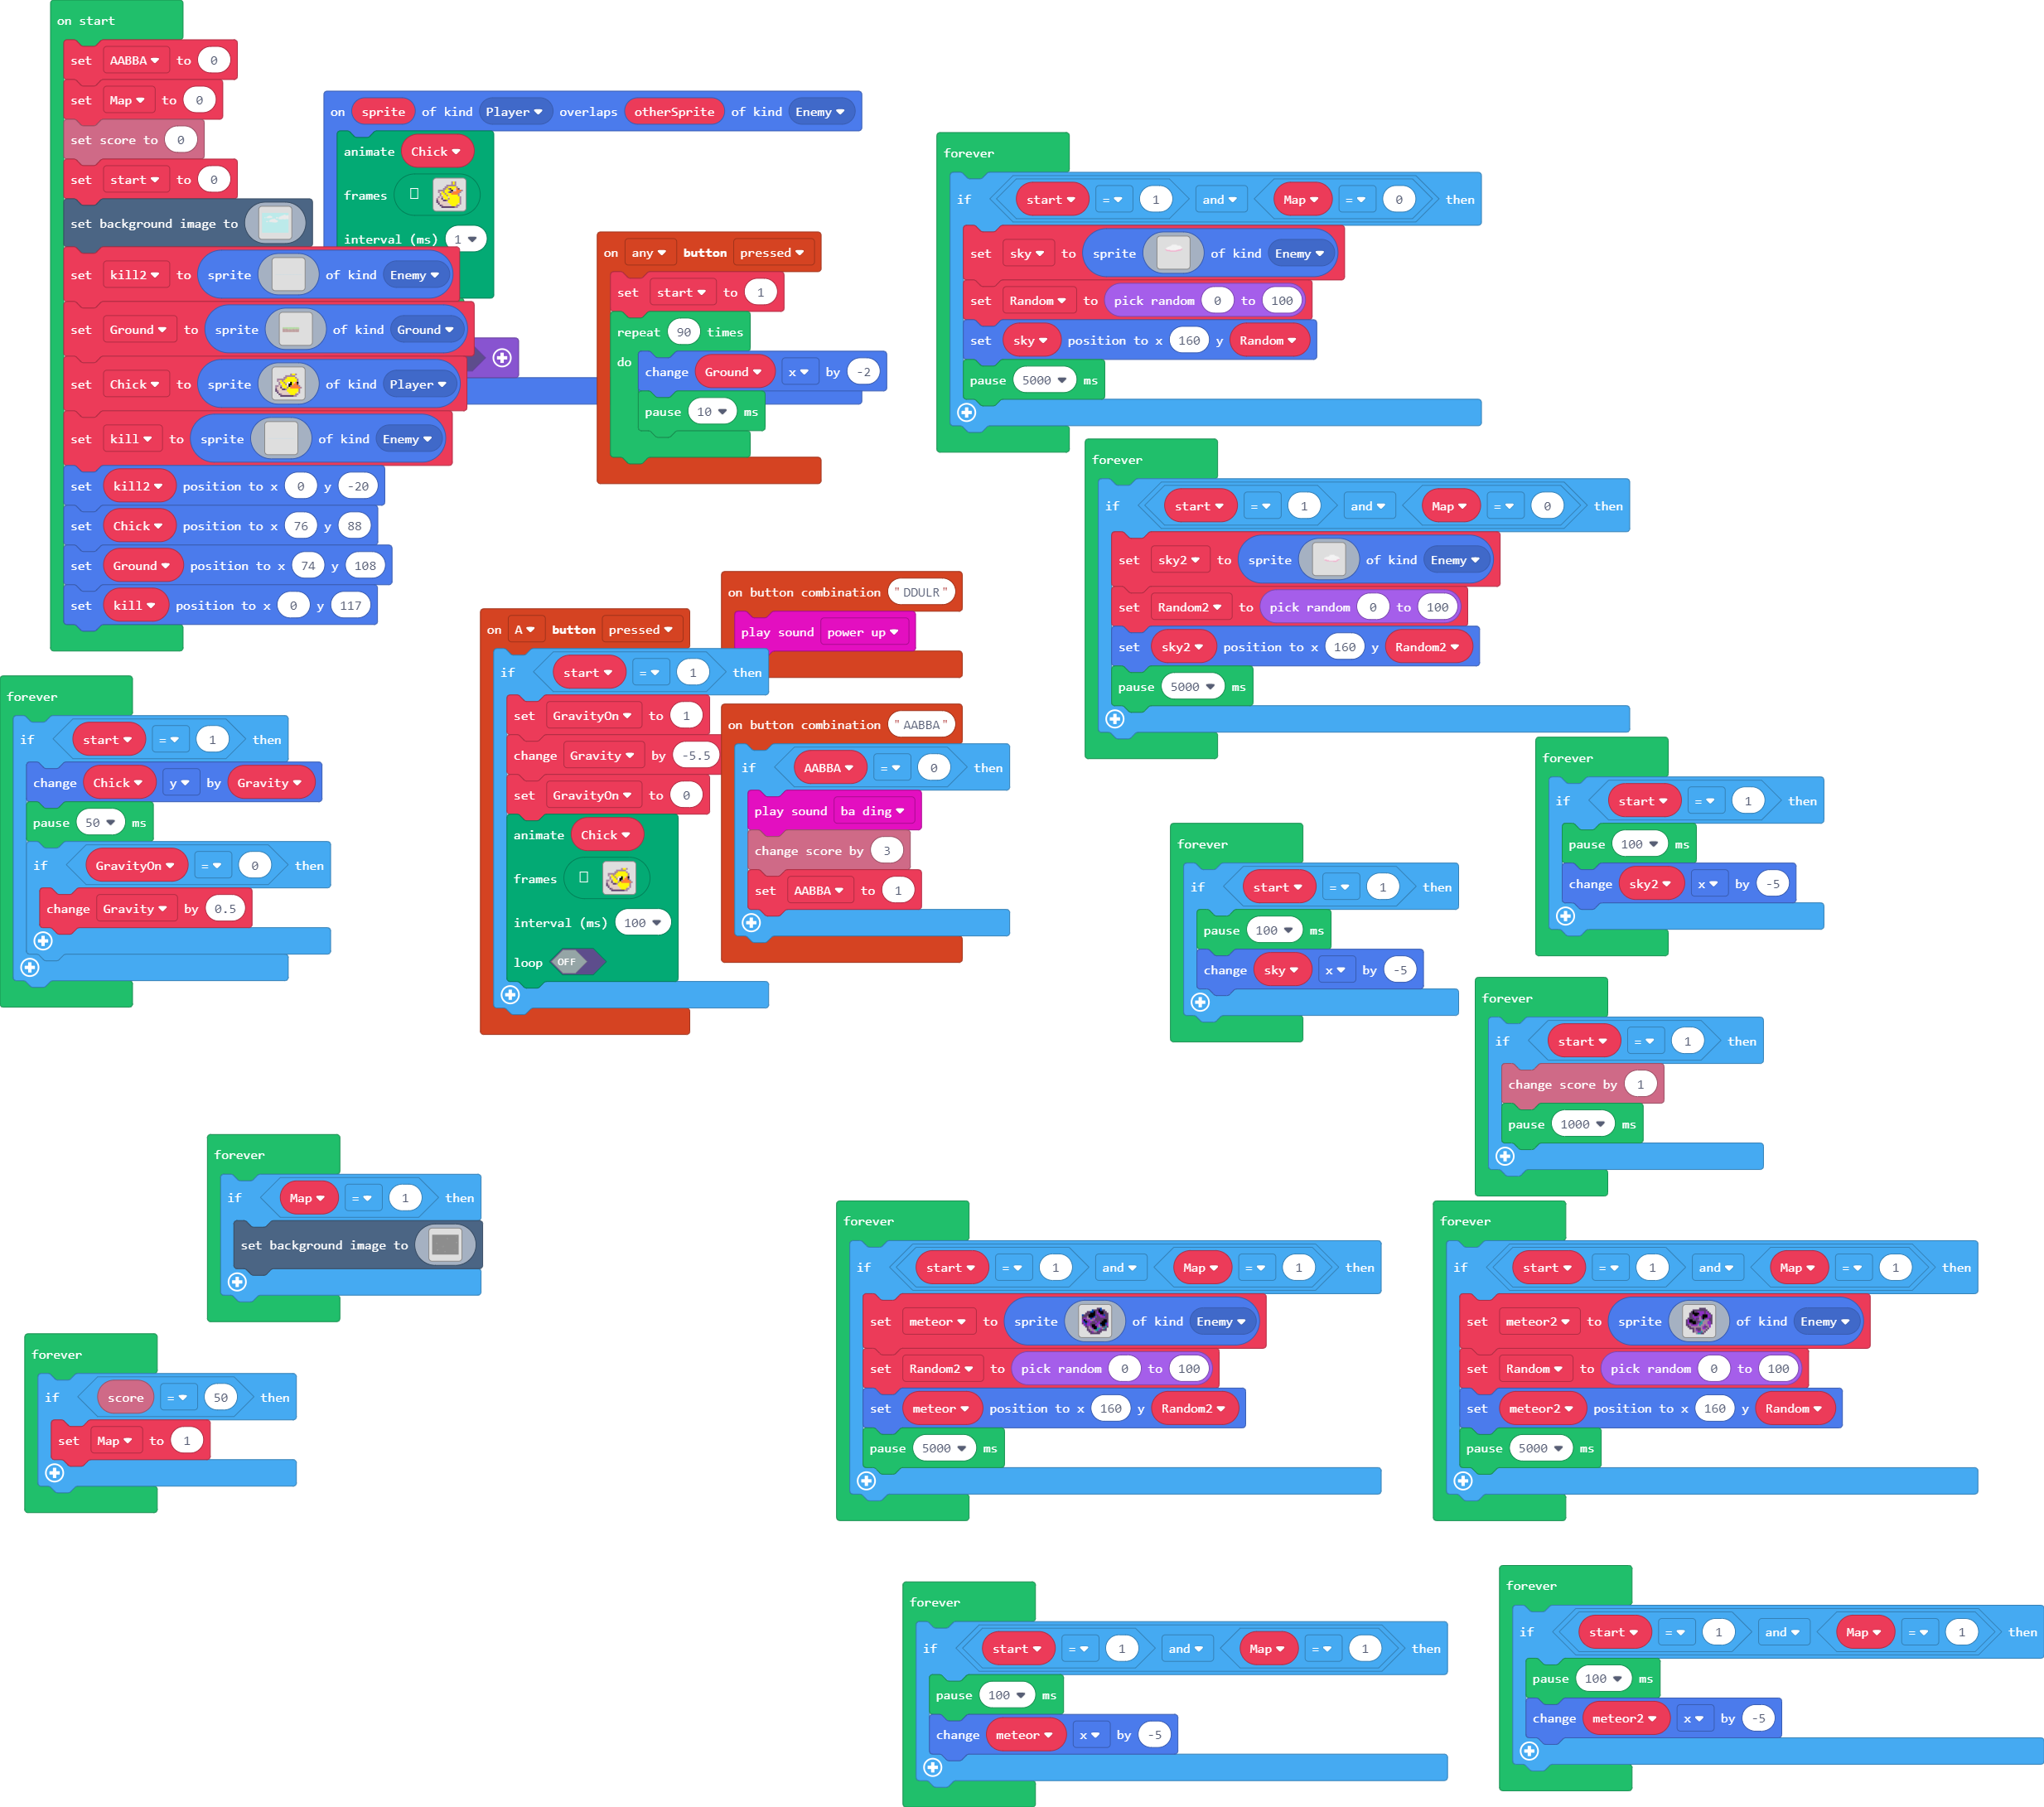 on start
set AABBA to 0
set Map to 0
set score to 0
set start to 0
set background image to
set kill2 to sprite of kind Enemy
set Ground to sprite of kind Ground
set Chick to sprite of kind Player
set kill to sprite of kind Enemy
set kill2 position to x 0 y -20
set Chick position to x 76 y 88
set Ground position to x 74 y 108
set kill position to x 0 y 117
on sprite of kind Player overlaps otherSprite of kind Enemy
animate Chick
frames
interval (ms) 1
on any button pressed
set start to 1
repeat 90 times
do change Ground x by -2
pause 10 ms
forever
if start = 1 and Map = 0 then
set sky to sprite of kind Enemy
set Random to pick random 0 to 100
set sky position to x 160 y Random
pause 5000 ms
forever
if start = 1 and Map = 0 then
set sky2 to sprite of kind Enemy
set Random2 to pick random 0 to 100
set sky2 position to x 160 y Random2
pause 5000 ms
on button combination "DDULR"
play sound power up
on A button pressed
if start = 1 then
set GravityOn to 1
change Gravity by -5.5
set GravityOn to 0
animate Chick
frames
interval (ms) 100
loop OFF
on button combination "AABBA"
if AABBA = 0 then
play sound ba ding
change score by 3
set AABBA to 1
forever
if start = 1 then
change Chick y by Gravity
pause 50 ms
if GravityOn = 0 then
change Gravity by 0.5
forever
if start = 1 then
pause 100 ms
change sky2 x by -5
forever
if start = 1 then
pause 100 ms
change sky x by -5
forever
if start = 1 then
change score by 1
pause 1000 ms
forever
if Map = 1 then
set background image to
forever
if score = 50 then
set Map to 1
forever
if start = 1 and Map = 1 then
set meteor to sprite of kind Enemy
set Random2 to pick random 0 to 100
set meteor position to x 160 y Random2
pause 5000 ms
forever
if start = 1 and Map = 1 then
set meteor2 to sprite of kind Enemy
set Random to pick random 0 to 100
set meteor2 position to x 160 y Random
pause 5000 ms
forever
if start = 1 and Map = 1 then
pause 100 ms
change meteor x by -5
forever
if start = 1 and Map = 1 then
pause 100 ms
change meteor2 x by -5